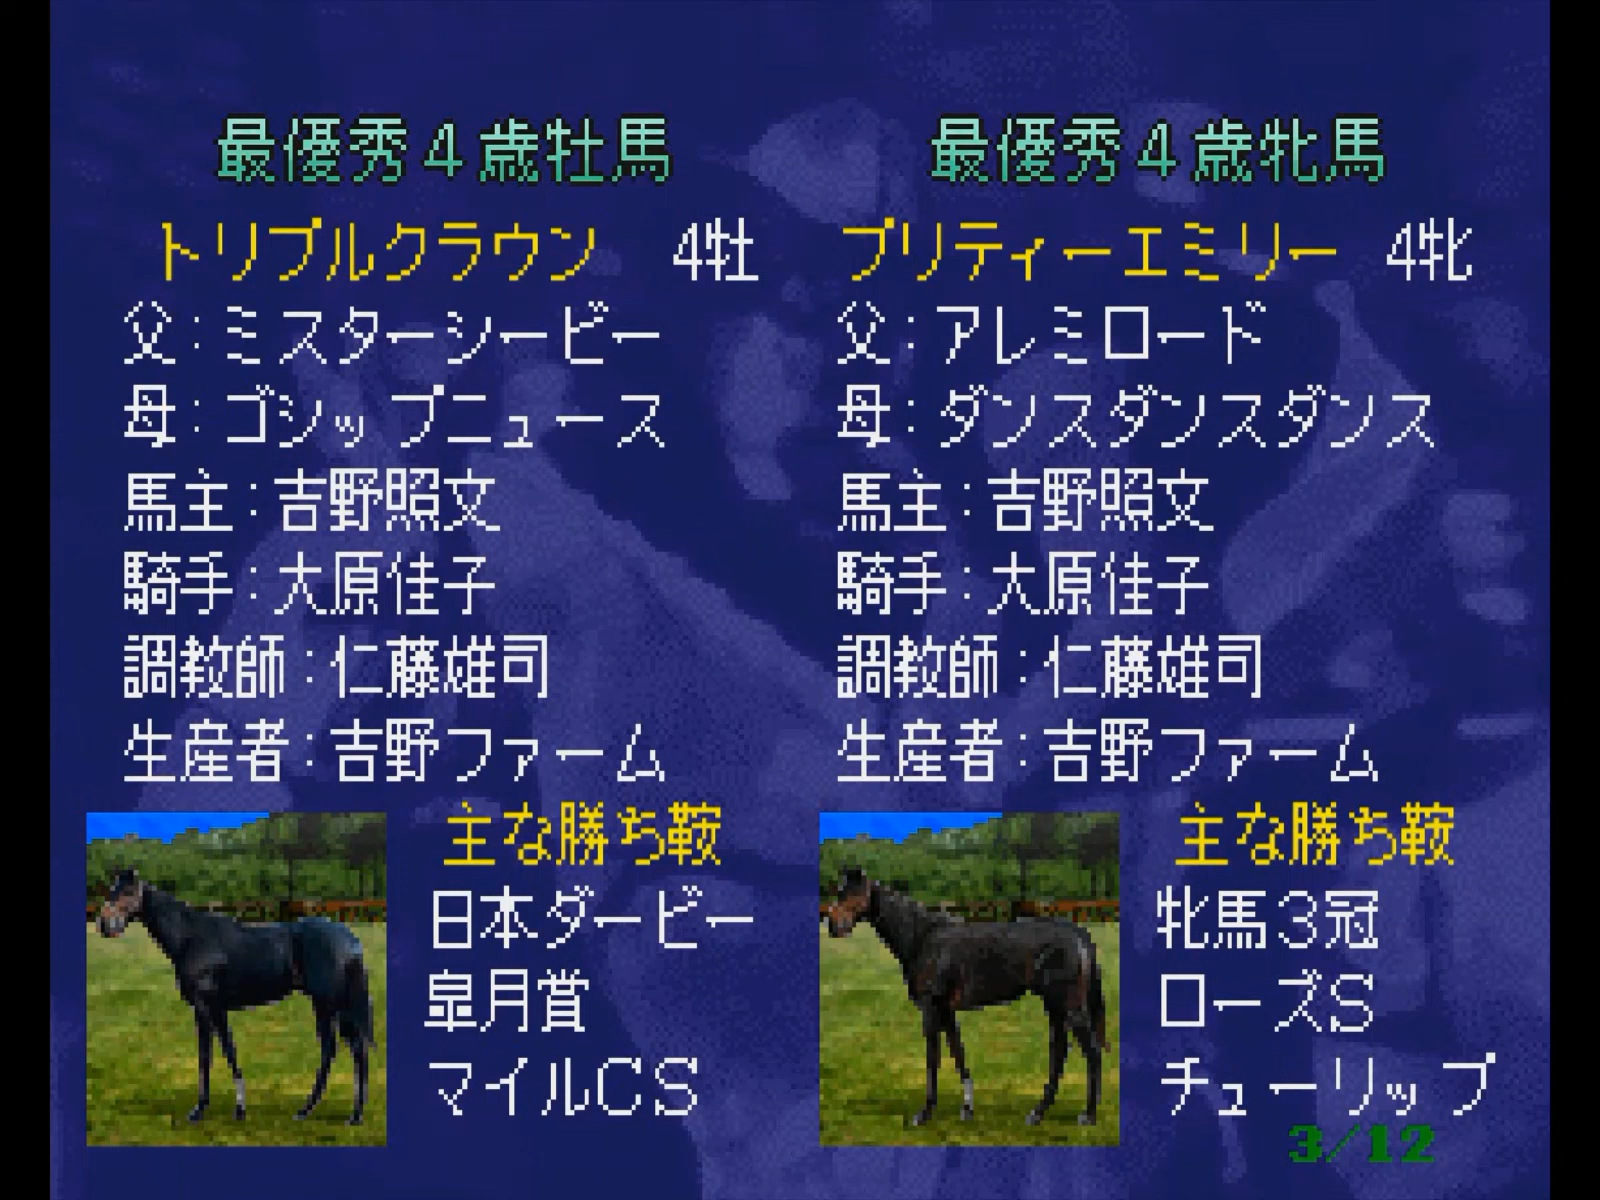 最優秀4歳牡馬
トリプルクラウン 4牡
父:ミスターシービー
母:ゴシップニュース
馬主:吉野照文
騎手:大原佳子
調教師:仁藤雄司
生産者:吉野ファーム
主な勝ち鞍
日本ダービー
皐月賞
マイルCS
最優秀4歳牝馬
プリティーエミリー 4牝
父:アレミロード
母:ダンスダンスダンス
馬主:吉野照文
騎手:大原佳子
調教師:仁藤雄司
生産者:吉野ファーム
主な勝ち鞍
牝馬3冠
ローズS
チューリップ
3/12